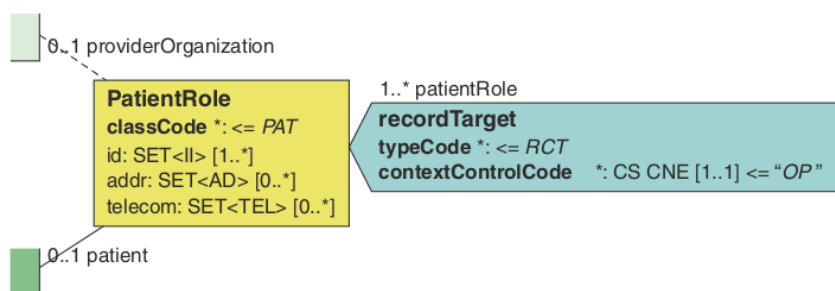 0..1 providerOrganization
PatientRole
classCode *: <= PAT
id: SET<II> [1..*]
addr: SET<AD> [0..*]
telecom: SET<TEL> [0..*]
0..1 patient
1..* patientRole
recordTarget
typeCode *: <= RCT
contextControlCode *: CS CNE [1..1] <= “OP”